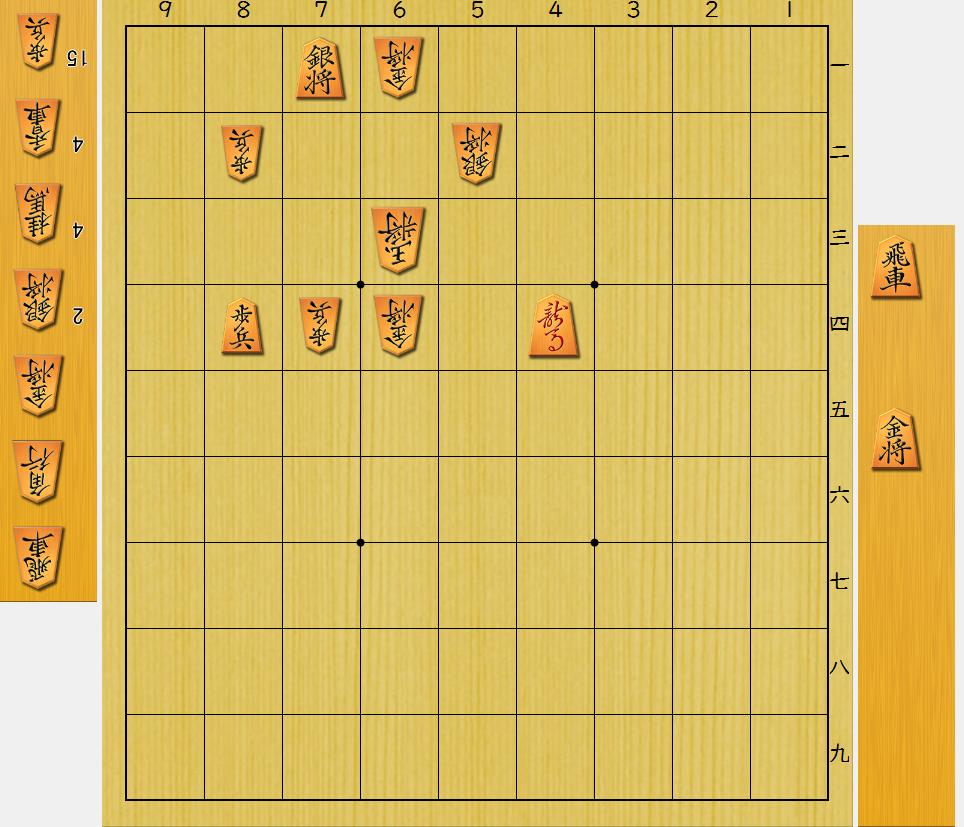 9 8 7 6 5 4 3 2 1
一
二
三
四
五
六
七
八
九
銀将 金将
歩兵 銀将
玉将
歩兵 歩兵 金将 龍馬
歩兵 15
香車 4
桂馬 4
銀将 2
金将
角行
飛車
飛車
金将